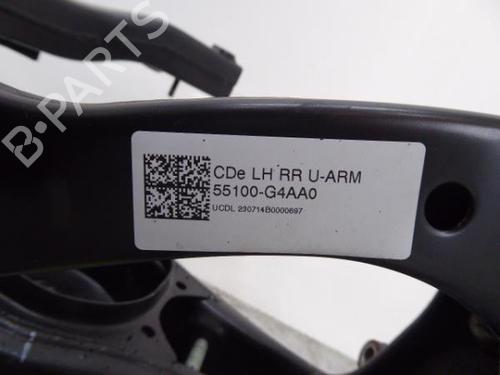 B-PARTS
CDe LH RR U-ARM
55100-G4AA0
UCDL 230714B0000697